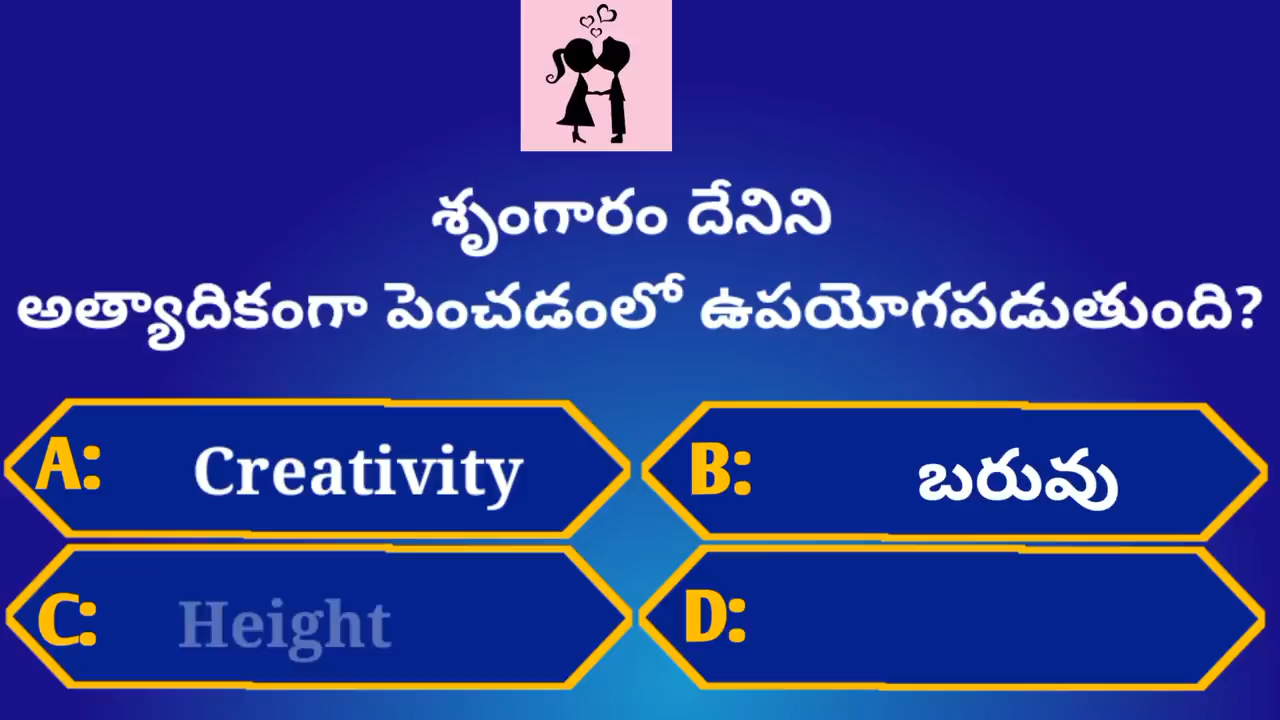 శృంగారం దేనిని
అత్యాదికంగా పెంచడంలో ఉపయోగపడుతుంది?
A: Creativity
B: బరువు
C: Height
D: